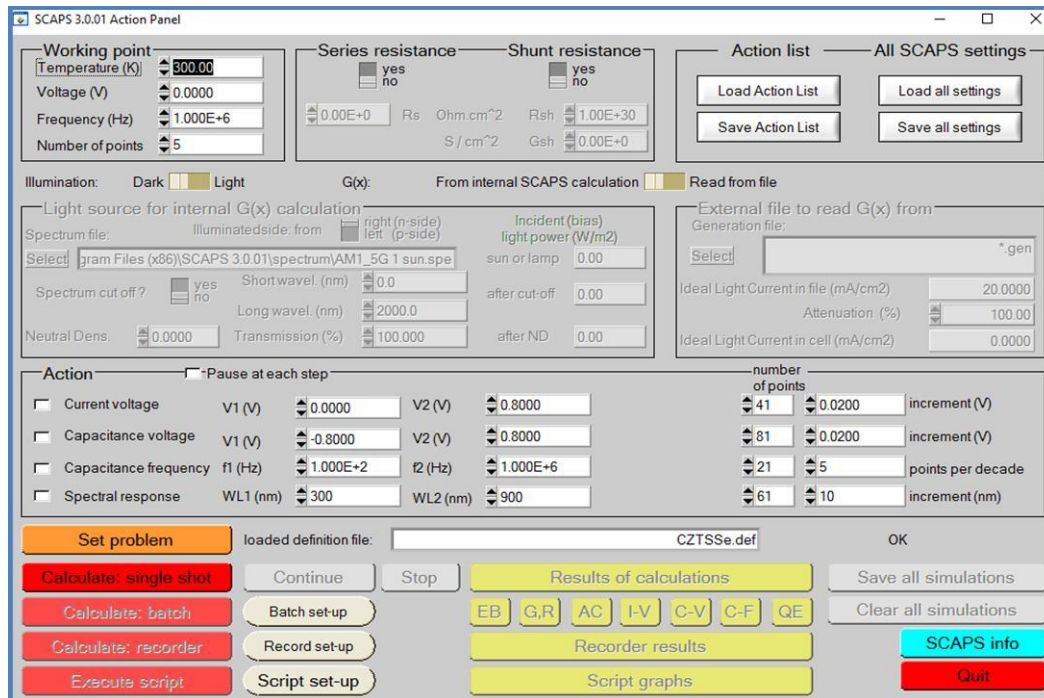 SCAPS 3.0.01 Action Panel
Working point
Temperature (K) 300.00
Voltage (V) 0.0000
Frequency (Hz) 1.000E+6
Number of points 5
Series resistance
yes
no
0.00E+0 Rs Ohm.cm^2
S / cm^2
Shunt resistance
yes
no
Rsh 1.00E+30
Gsh 0.00E+0
Action list
Load Action List
Save Action List
All SCAPS settings
Load all settings
Save all settings
Illumination: Dark Light G(x): From internal SCAPS calculation Read from file
Light source for internal G(x) calculation
Spectrum file: Illuminatedside: from right (n-side)
left (p-side)
Incident (bias)
light power (W/m2)
Select gram Files (x86)\SCAPS 3.0.01\spectrum\AM1_5G 1 sun.spe sun or lamp 0.00
Spectrum cut off ? yes
no
Short wavel. (nm) 0.0
Long wavel. (nm) 2000.0
after cut-off 0.00
Neutral Dens. 0.0000 Transmission (%) 100.000 after ND 0.00
External file to read G(x) from
Generation file:
Select *.gen
Ideal Light Current in file (mA/cm2) 20.0000
Attenuation (%) 100.00
Ideal Light Current in cell (mA/cm2) 0.0000
Action Pause at each step number
of points
Current voltage V1 (V) 0.0000 V2 (V) 0.8000 41 0.0200 increment (V)
Capacitance voltage V1 (V) -0.8000 V2 (V) 0.8000 81 0.0200 increment (V)
Capacitance frequency f1 (Hz) 1.000E+2 f2 (Hz) 1.000E+6 21 5 points per decade
Spectral response WL1 (nm) 300 WL2 (nm) 900 61 10 increment (nm)
Set problem loaded definition file: CZTSSe.def OK
Calculate: single shot Continue Stop Results of calculations Save all simulations
Calculate: batch Batch set-up EB G,R AC I-V C-V C-F QE Clear all simulations
Calculate: recorder Record set-up Recorder results SCAPS info
Execute script Script set-up Script graphs Quit